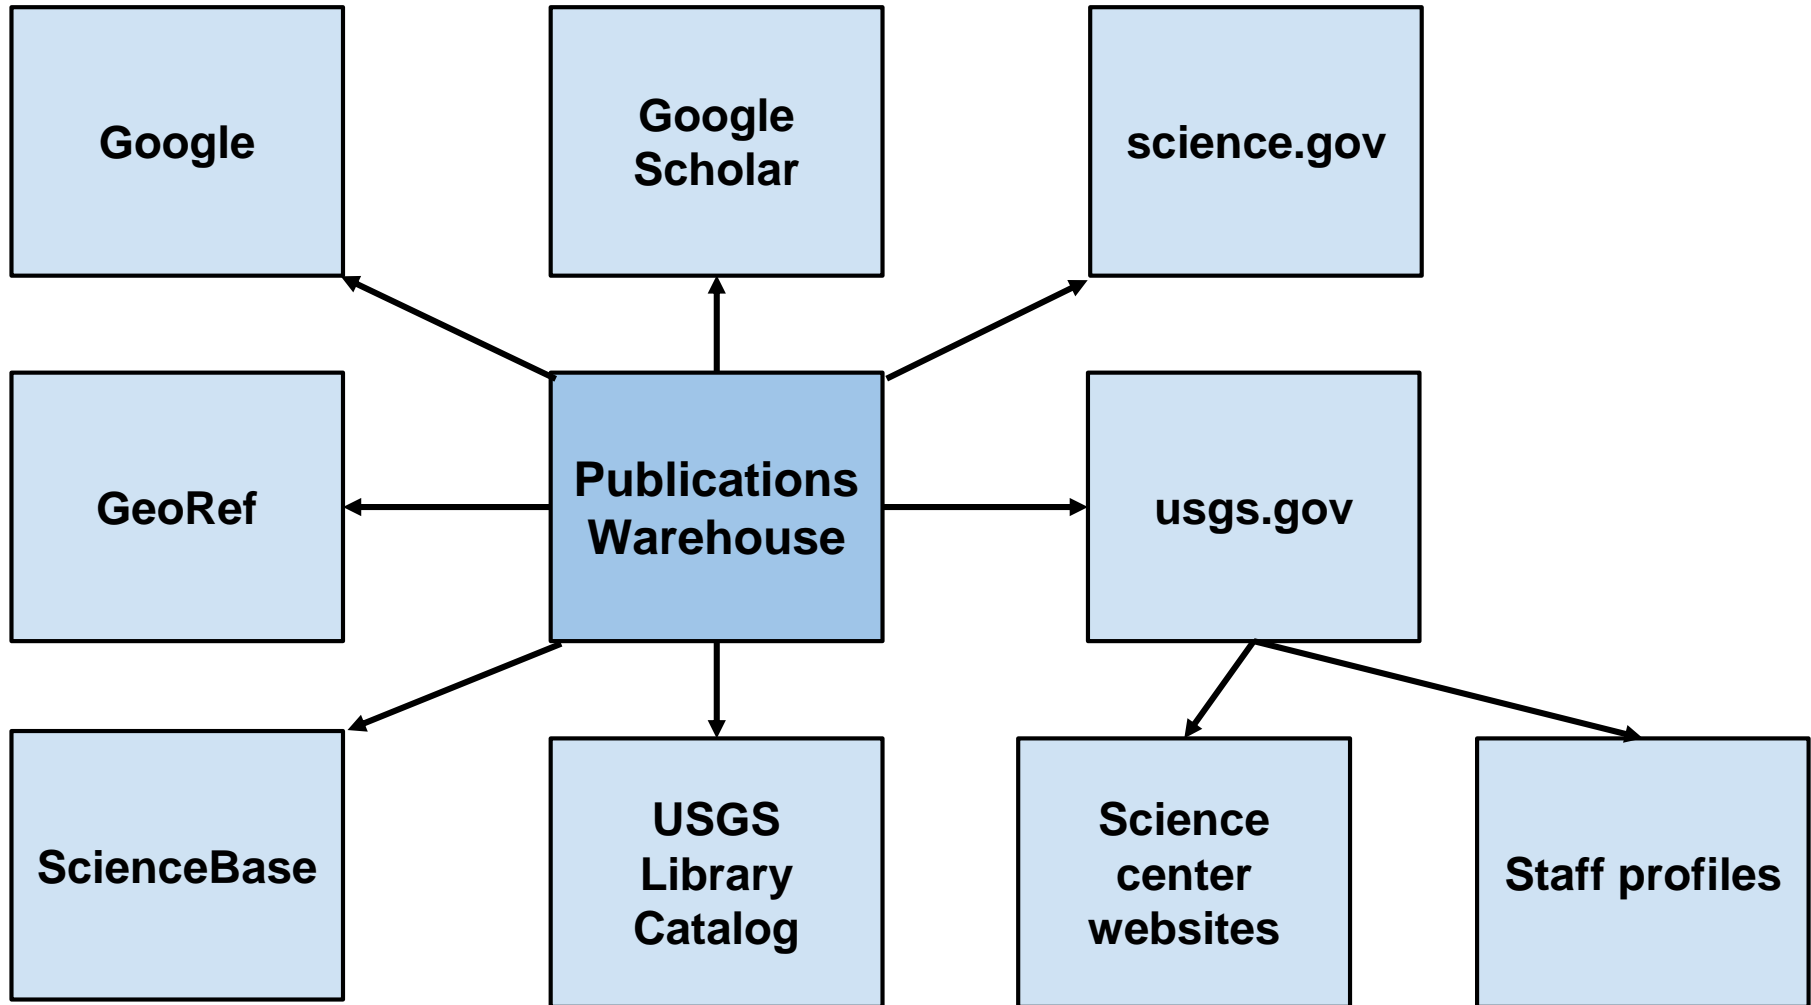 Google
Google
Scholar
science.gov
GeoRef
Publications
Warehouse
usgs.gov
ScienceBase
USGS
Library
Catalog
Science
center
websites
Staff profiles